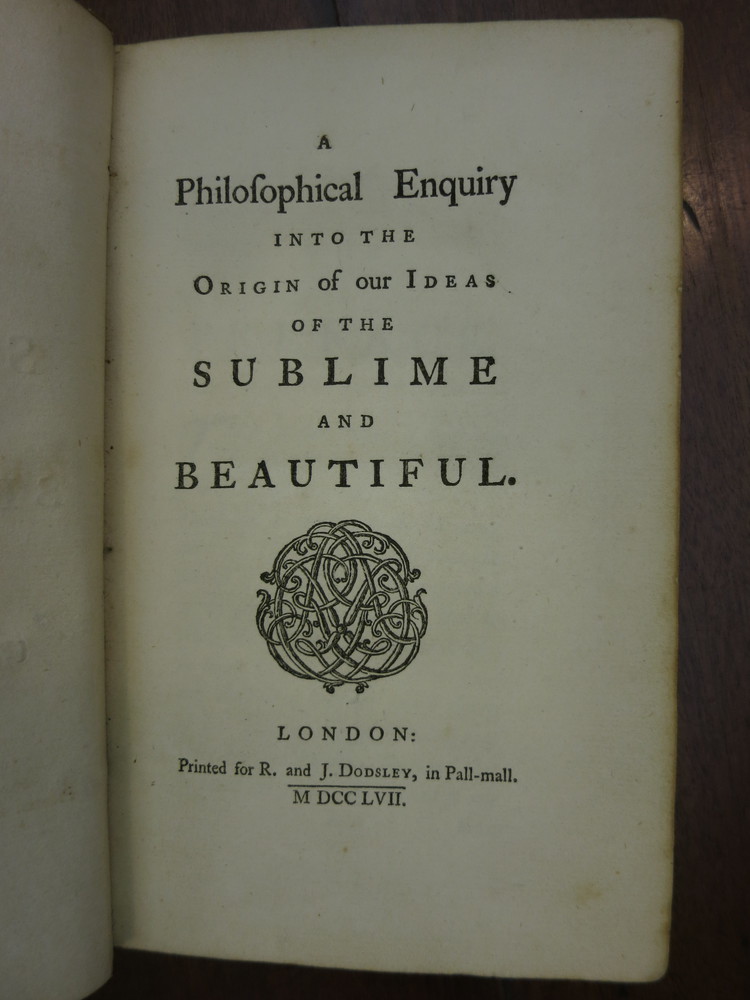 A
Philoſophical Enquiry
INTO THE
ORIGIN of our IDEAS
OF THE
SUBLIME
AND
BEAUTIFUL.
LONDON:
Printed for R. and J. DODSLEY, in Pall-mall.
M DCC LVII.